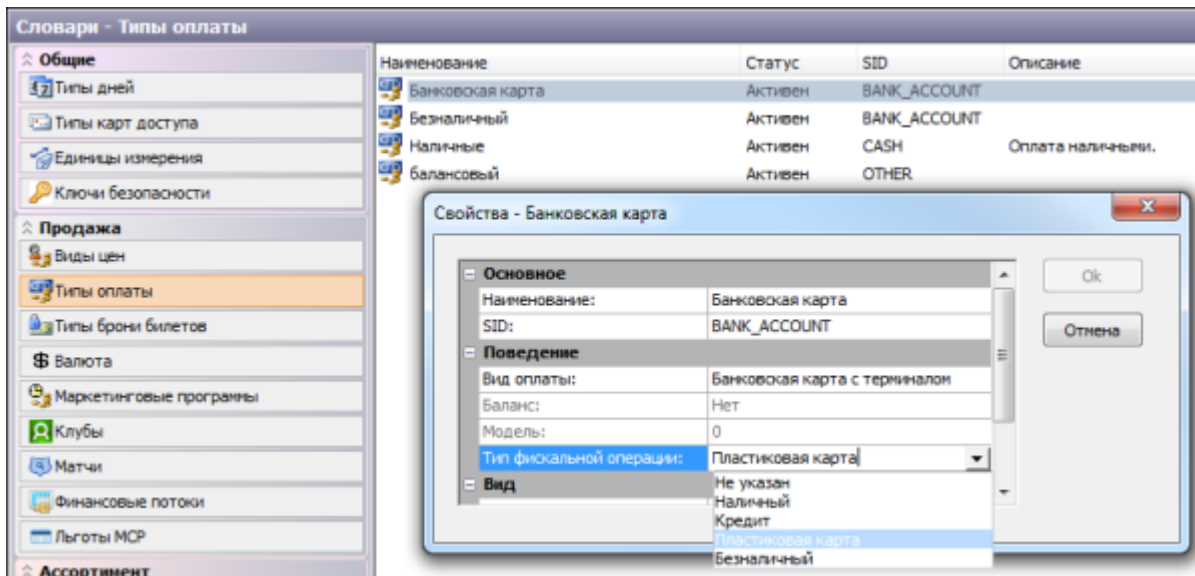 Словари - Типы оплаты
Общие
Типы дней
Типы карт доступа
Единицы измерения
Ключи безопасности
Продажа
Виды цен
Типы оплаты
Типы брони билетов
Валюта
Маркетинговые программы
Клубы
Матчи
Финансовые потоки
Льготы МСР
Ассортимент
Наименование Статус SID Описание
Банковская карта Активен BANK_ACCOUNT
Безналичный Активен BANK_ACCOUNT
Наличные Активен CASH Оплата наличными.
балансовый Активен OTHER
Свойства - Банковская карта
Основное
Наименование: Банковская карта
SID: BANK_ACCOUNT
Поведение
Вид оплаты: Банковская карта с терминалом
Баланс: Нет
Модель: 0
Тип фискальной операции: Пластиковая карта
Вид
Не указан
Наличный
Кредит
Пластиковая карта
Безналичный
Ok
Отмена